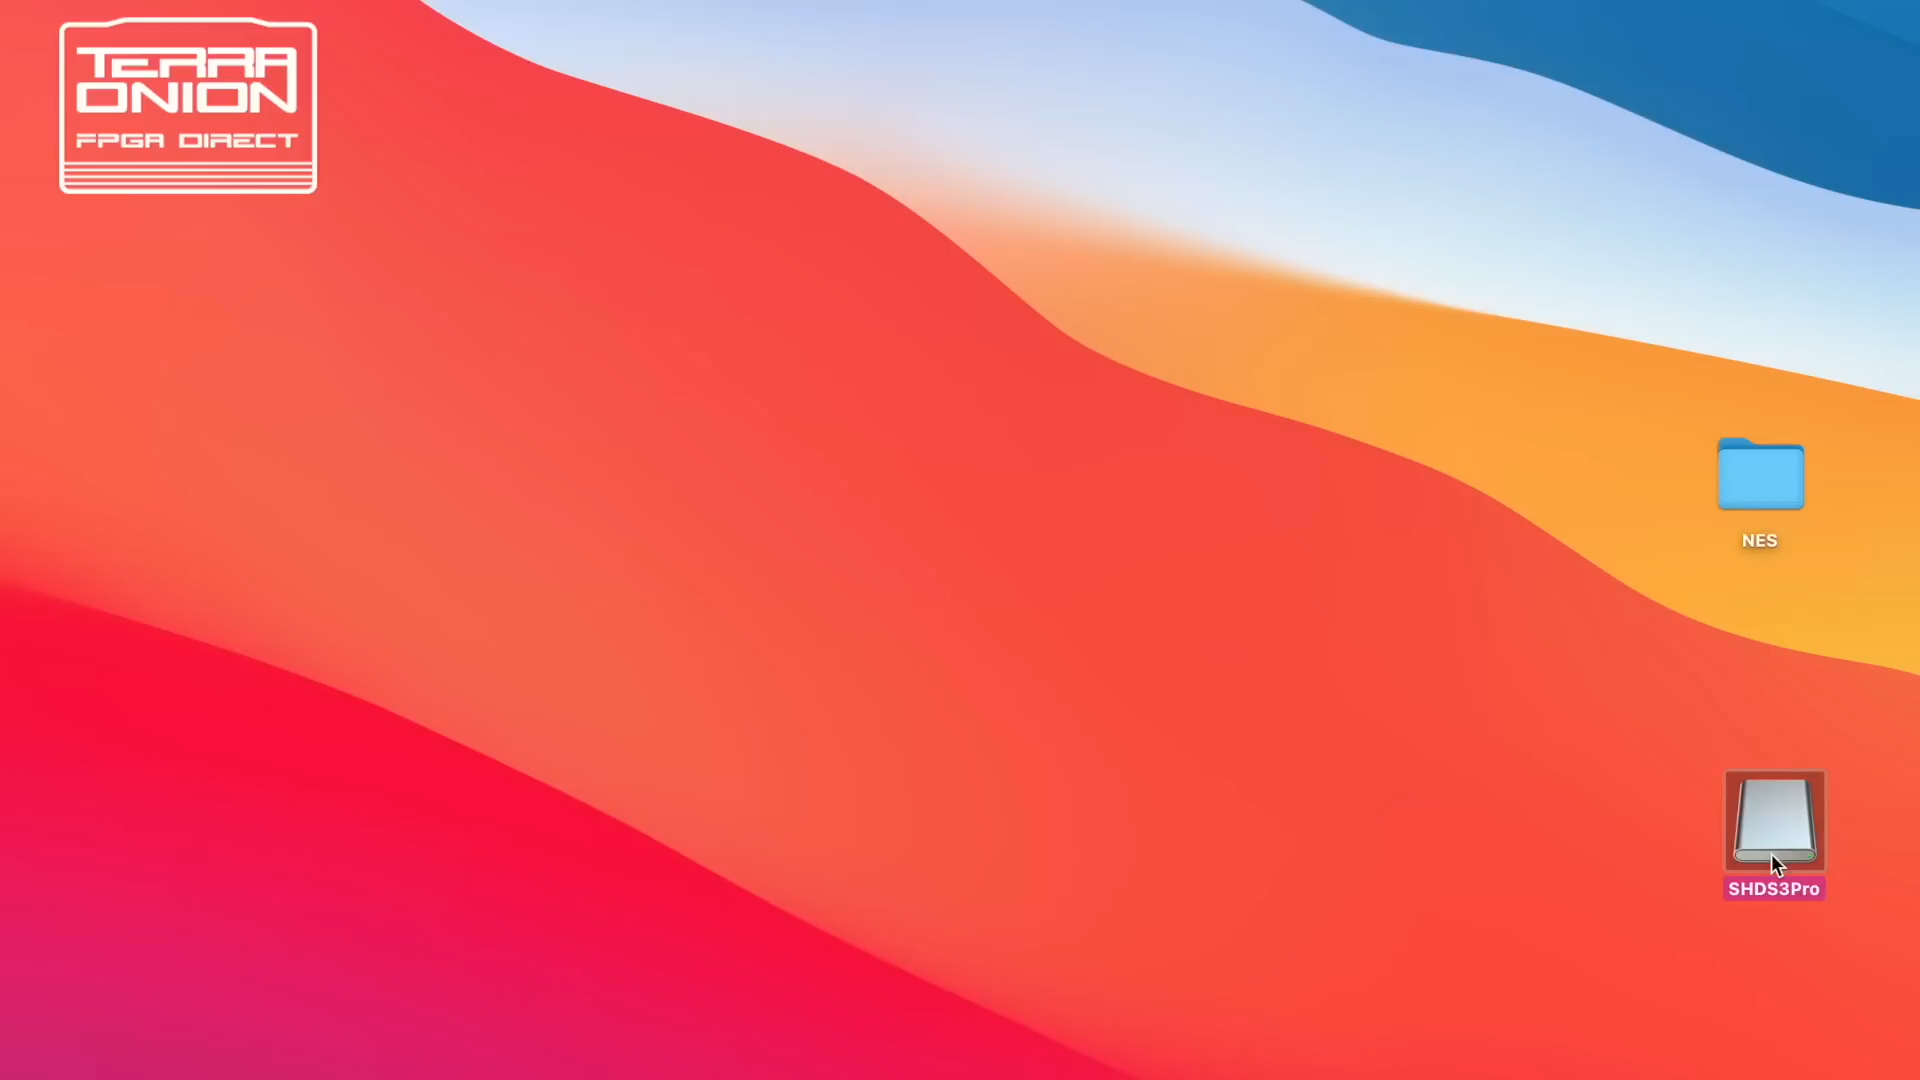 TERRA
ONION
FPGA DIRECT
NES
SHDS3Pro